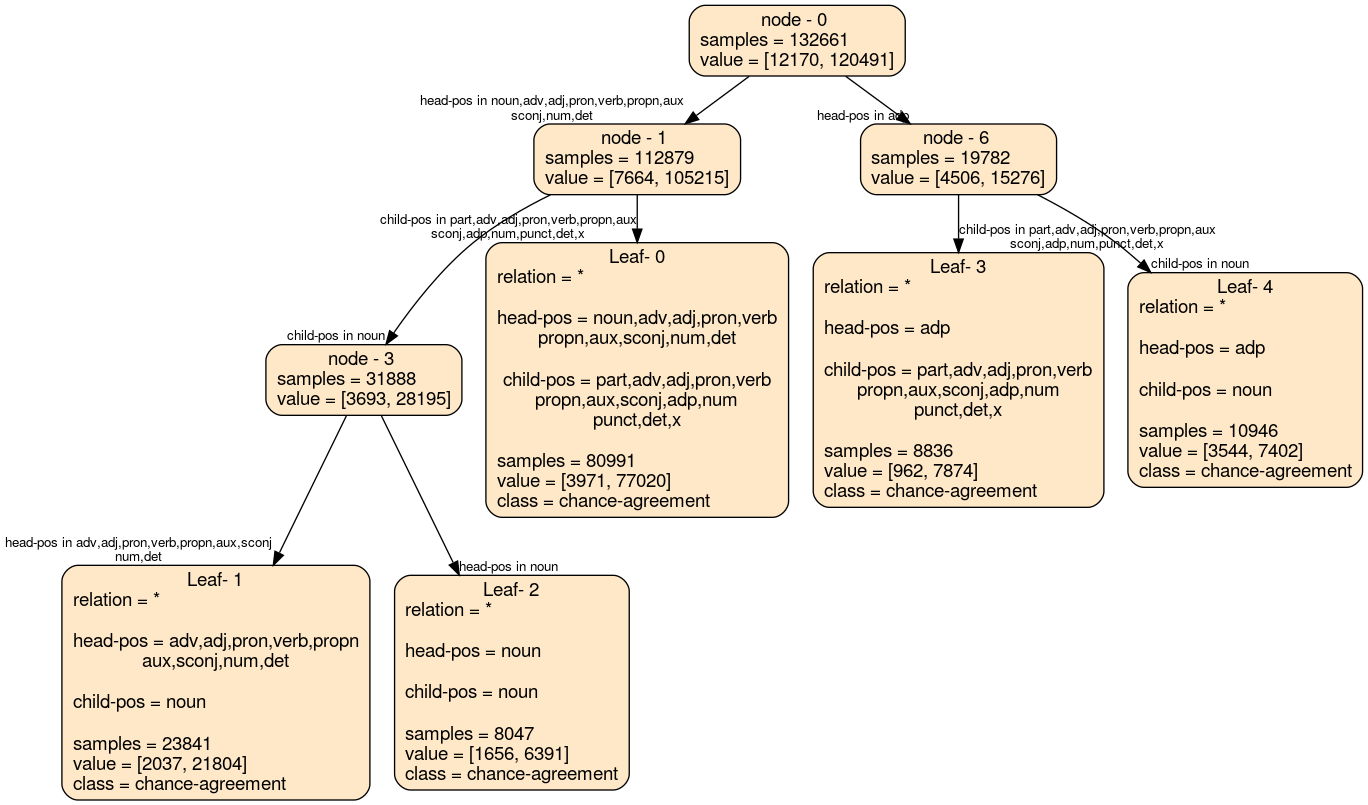 node - 0
samples = 132661
value = [12170, 120491]
head-pos in noun,adv,adj,pron,verb,propn,aux
sconj,num,det
head-pos in adp
node - 1
samples = 112879
value = [7664, 105215]
node - 6
samples = 19782
value = [4506, 15276]
child-pos in part,adv,adj,pron,verb,propn,aux
sconj,adp,num,punct,det,x
child-pos in part,adv,adj,pron,verb,propn,aux
sconj,adp,num,punct,det,x
child-pos in noun
child-pos in noun
Leaf- 0
relation = *
head-pos = noun,adv,adj,pron,verb
propn,aux,sconj,num,det
child-pos = part,adv,adj,pron,verb
propn,aux,sconj,adp,num
punct,det,x
samples = 80991
value = [3971, 77020]
class = chance-agreement
Leaf- 3
relation = *
head-pos = adp
child-pos = part,adv,adj,pron,verb
propn,aux,sconj,adp,num
punct,det,x
samples = 8836
value = [962, 7874]
class = chance-agreement
Leaf- 4
relation = *
head-pos = adp
child-pos = noun
samples = 10946
value = [3544, 7402]
class = chance-agreement
node - 3
samples = 31888
value = [3693, 28195]
head-pos in adv,adj,pron,verb,propn,aux,sconj
num,det
head-pos in noun
Leaf- 1
relation = *
head-pos = adv,adj,pron,verb,propn
aux,sconj,num,det
child-pos = noun
samples = 23841
value = [2037, 21804]
class = chance-agreement
Leaf- 2
relation = *
head-pos = noun
child-pos = noun
samples = 8047
value = [1656, 6391]
class = chance-agreement